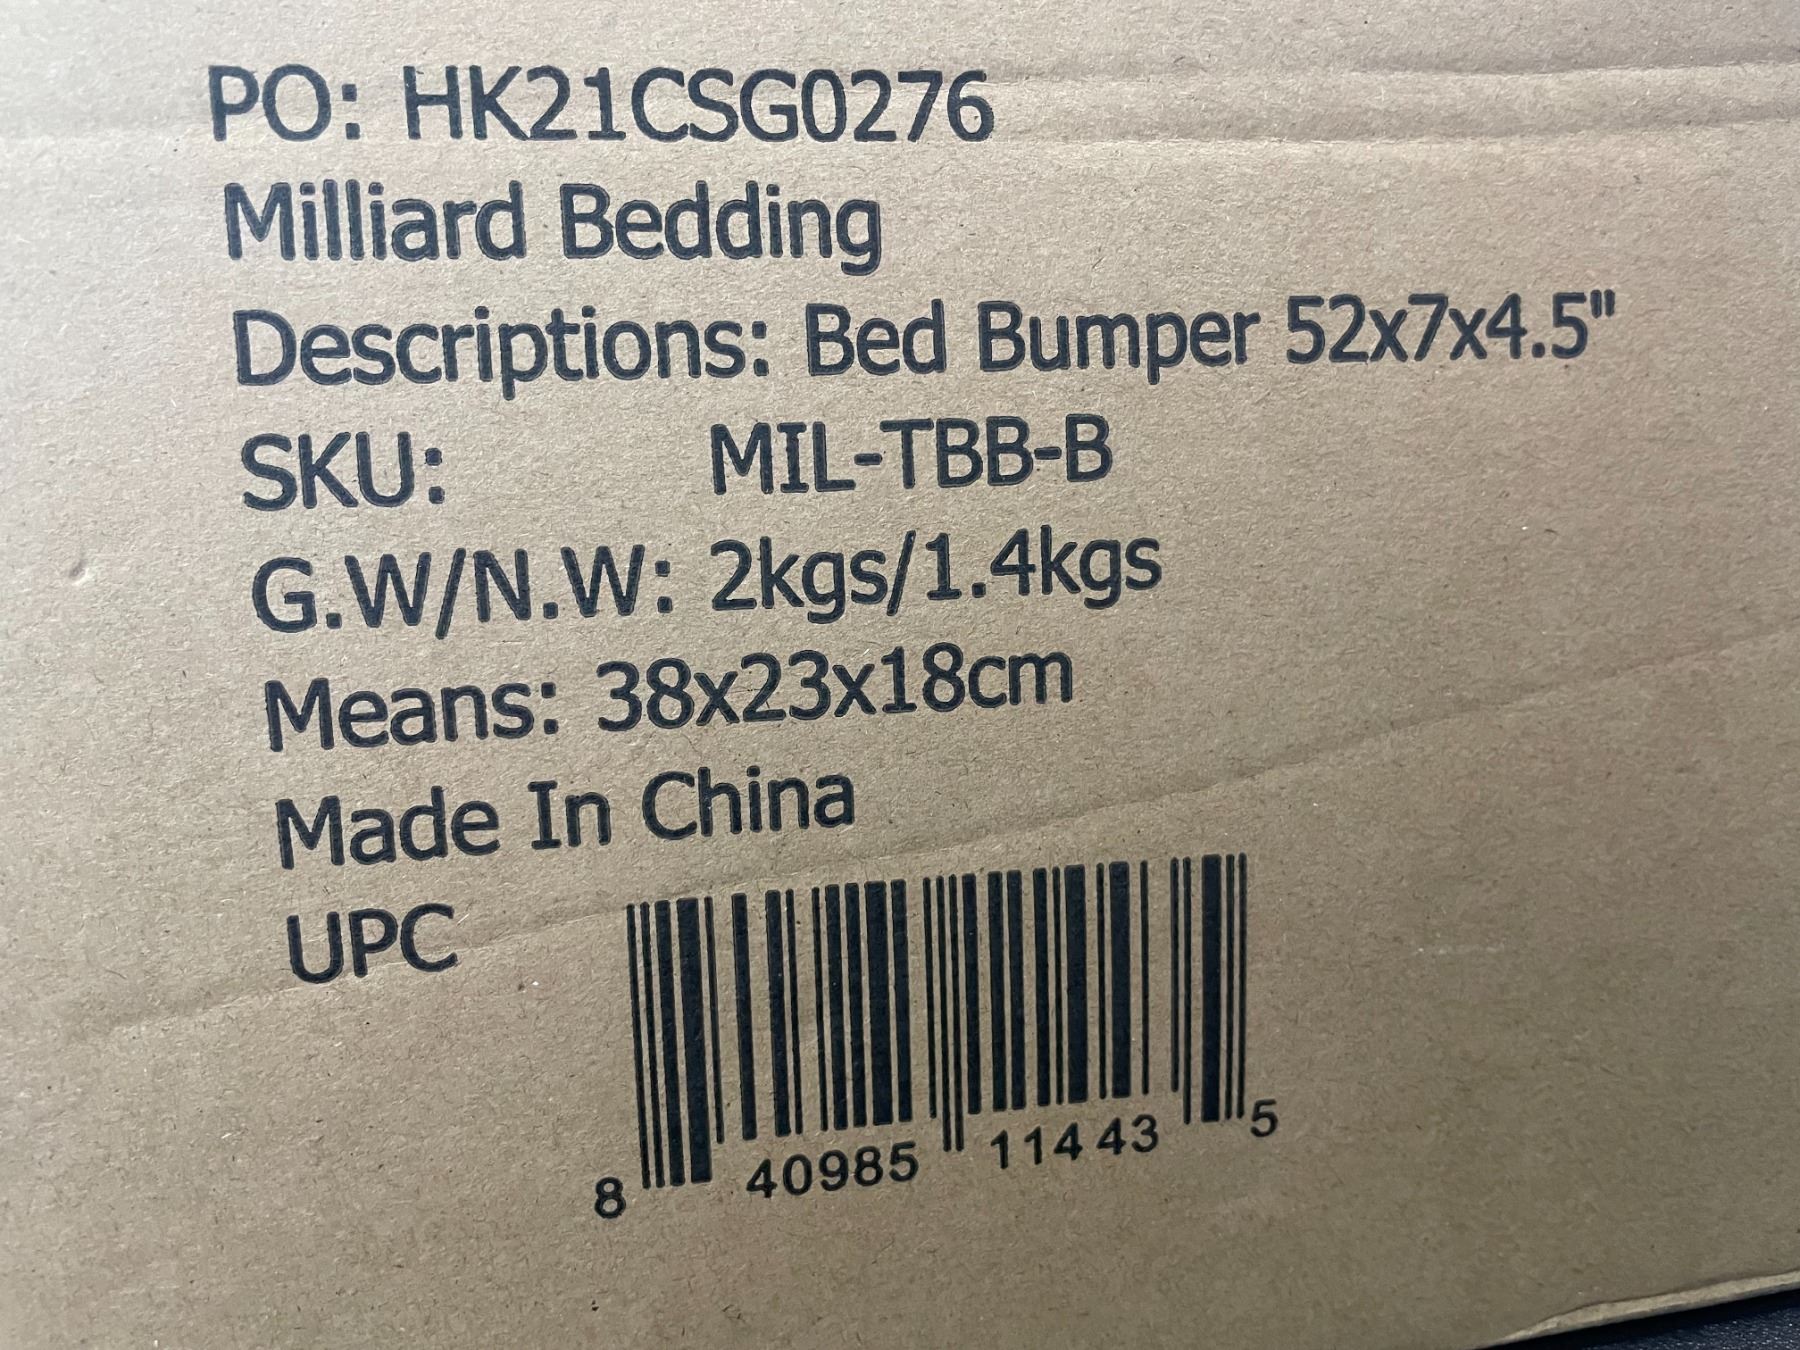 PO: HK21CSG0276
Milliard Bedding
Descriptions: Bed Bumper 52x7x4.5"
SKU: MIL-TBB-B
G.W/N.W: 2kgs/1.4kgs
Means: 38x23x18cm
Made In China
UPC
8 40985 11443 5